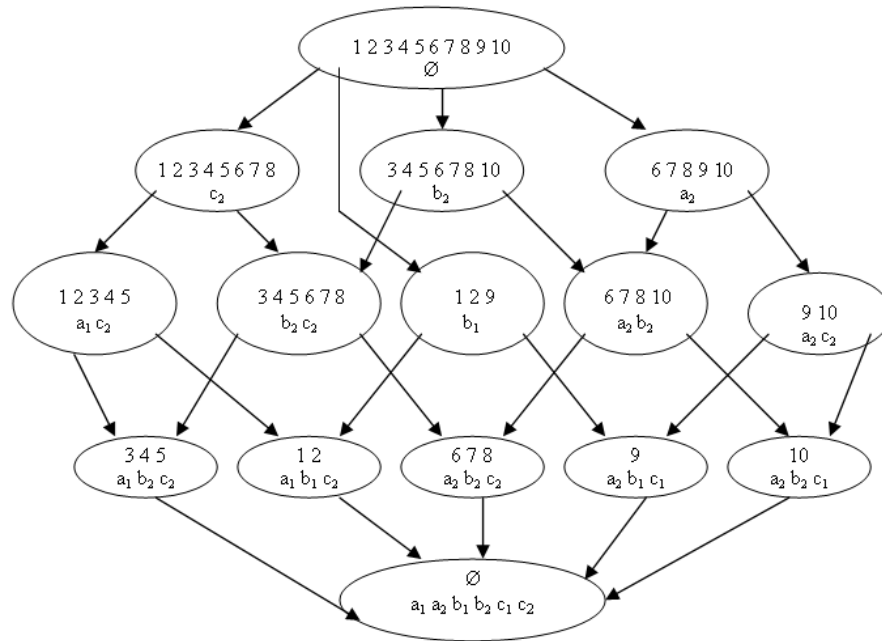 1 2 3 4 5 6 7 8 9 10
∅
1 2 3 4 5 6 7 8
c₂
3 4 5 6 7 8 10
b₂
6 7 8 9 10
a₂
1 2 3 4 5
a₁ c₂
3 4 5 6 7 8
b₂ c₂
1 2 9
b₁
6 7 8 10
a₂ b₂
9 10
a₂ c₂
3 4 5
a₁ b₂ c₂
1 2
a₁ b₁ c₂
6 7 8
a₂ b₂ c₂
9
a₂ b₁ c₁
10
a₂ b₂ c₁
∅
a₁ a₂ b₁ b₂ c₁ c₂